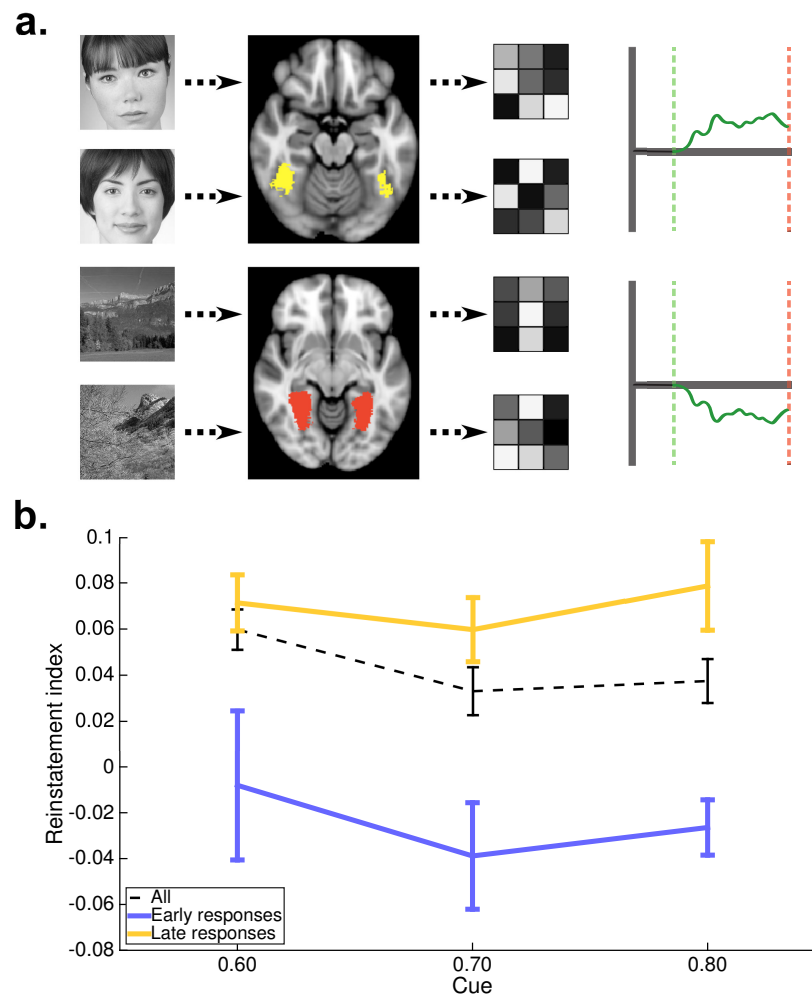 a.
b.
0.1
0.08
0.06
0.04
0.02
0
-0.02
-0.04
-0.06
-0.08
Reinstatement index
All
Early responses
Late responses
0.60
0.70
0.80
Cue